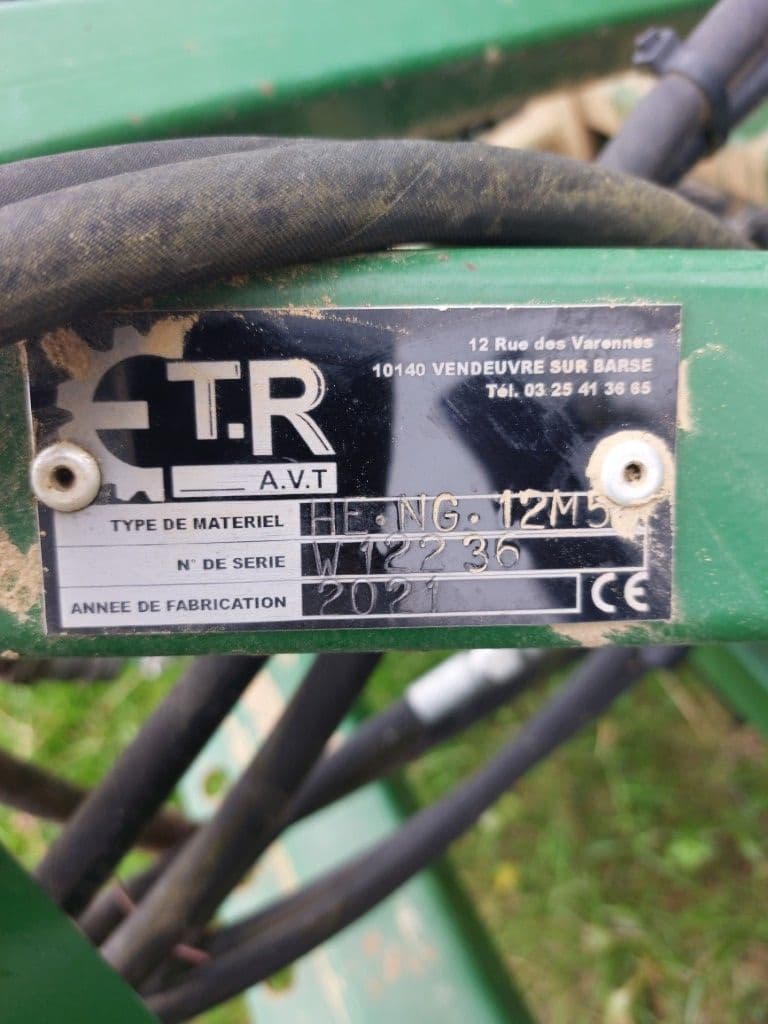 12 Rue des Varennes
10140 VENDEUVRE SUR BARSE
Tél. 03 25 41 36 65
E T.R
A.V.T
TYPE DE MATERIEL HE.NG.12M5
N° DE SERIE W12236
ANNEE DE FABRICATION 2021 CE